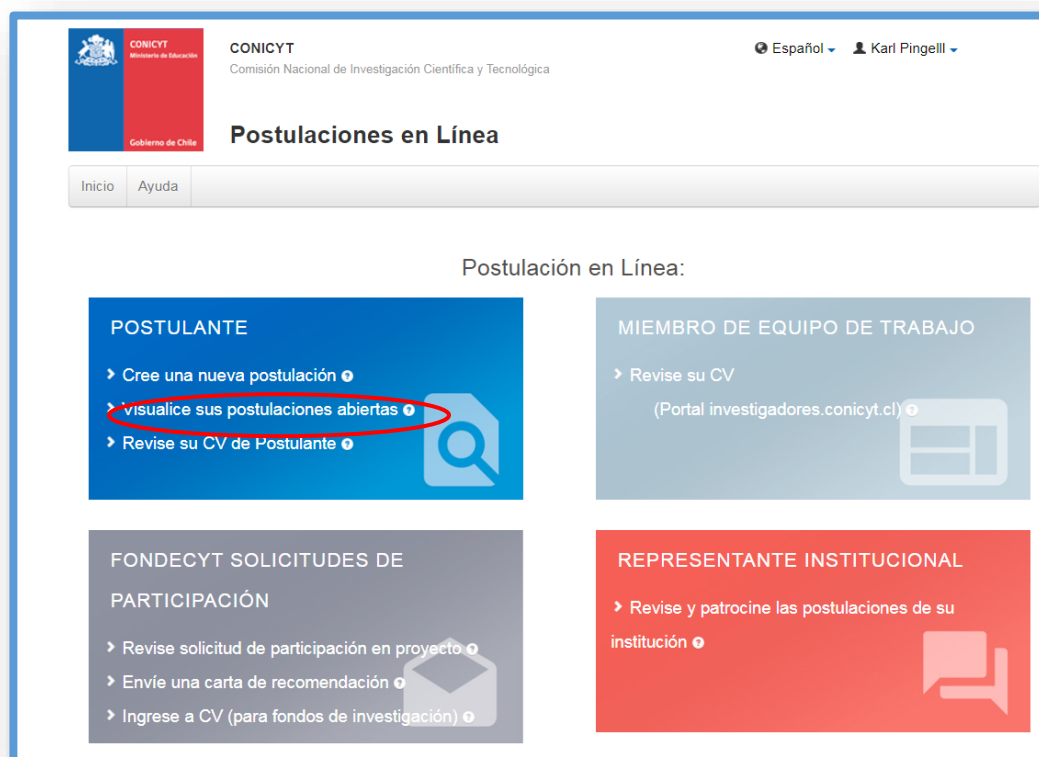 CONICYT
Ministerio de Educación
Gobierno de Chile
CONICYT
Comisión Nacional de Investigación Científica y Tecnológica
Español
Karl Pingelll
Postulaciones en Línea
Inicio
Ayuda
Postulación en Línea:
POSTULANTE
Cree una nueva postulación
Visualice sus postulaciones abiertas
Revise su CV de Postulante
MIEMBRO DE EQUIPO DE TRABAJO
Revise su CV
(Portal investigadores.conicyt.cl)
FONDECYT SOLICITUDES DE
PARTICIPACIÓN
Revise solicitud de participación en proyecto
Envíe una carta de recomendación
Ingrese a CV (para fondos de investigación)
REPRESENTANTE INSTITUCIONAL
Revise y patrocine las postulaciones de su
institución